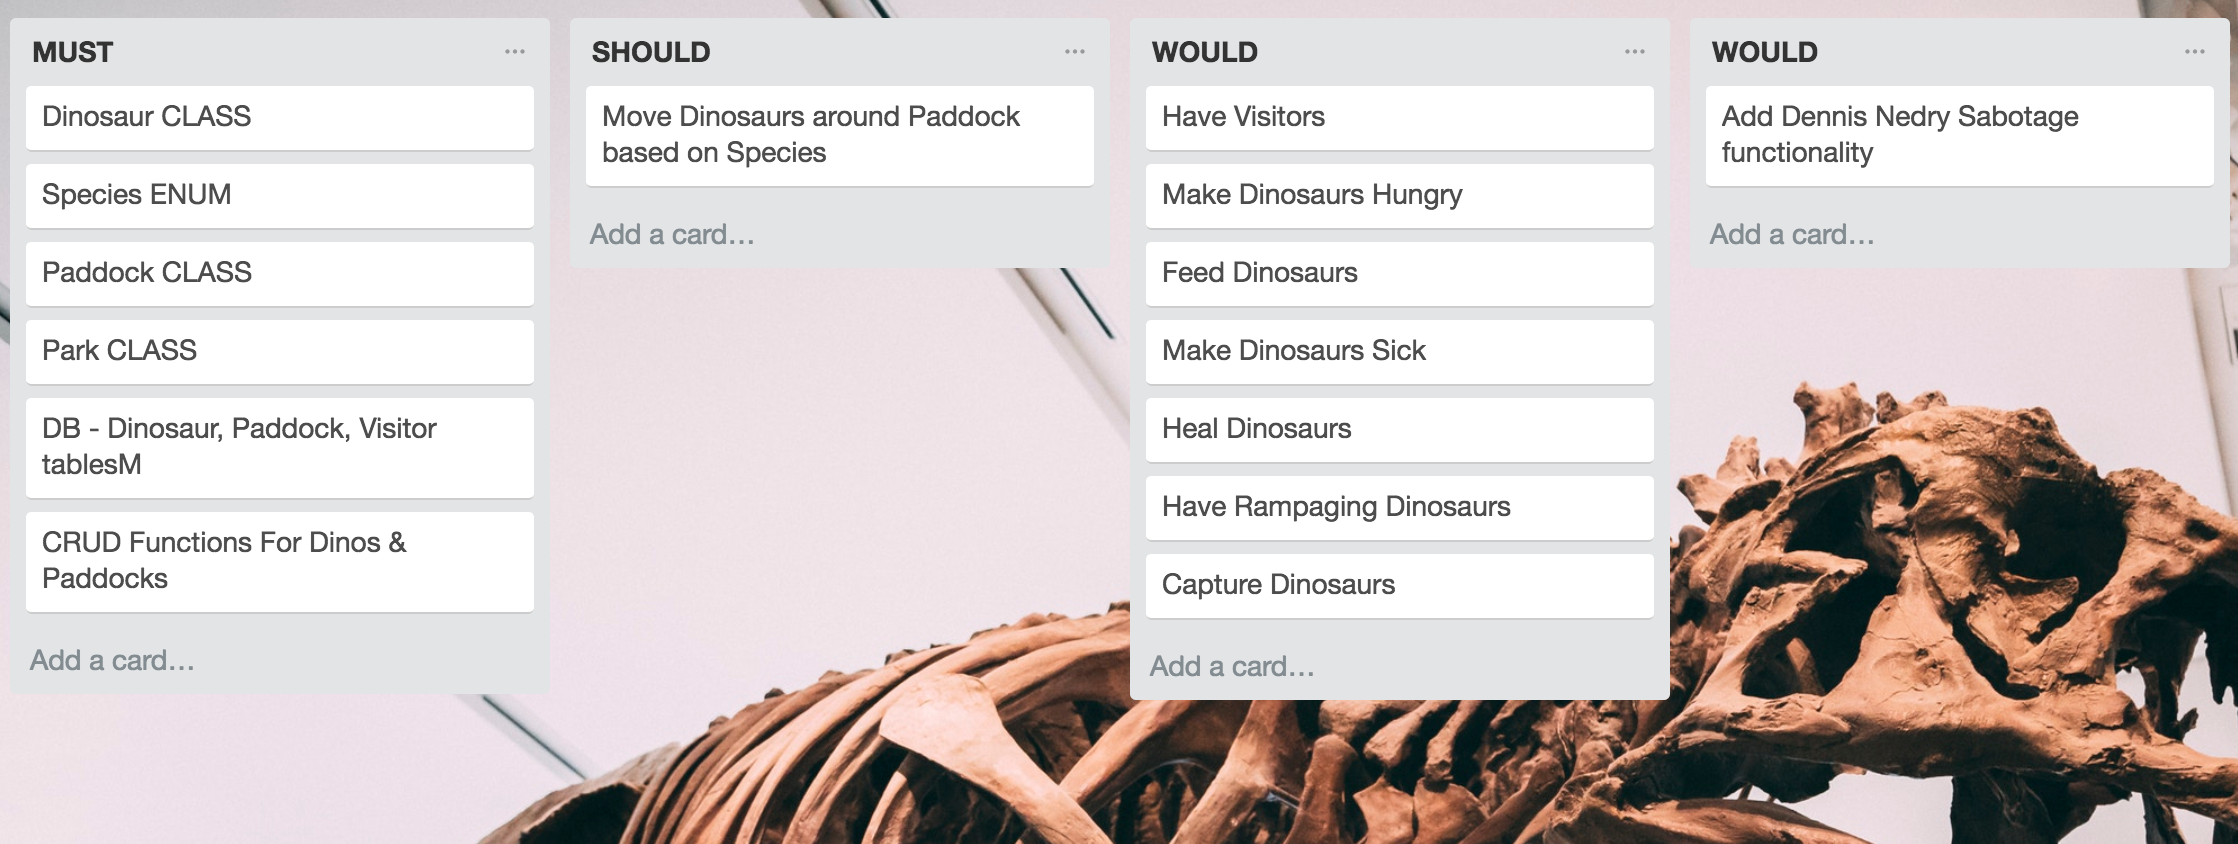 MUST
Dinosaur CLASS
Species ENUM
Paddock CLASS
Park CLASS
DB - Dinosaur, Paddock, Visitor
tablesM
CRUD Functions For Dinos &
Paddocks
Add a card...
SHOULD
Move Dinosaurs around Paddock
based on Species
Add a card...
WOULD
Have Visitors
Make Dinosaurs Hungry
Feed Dinosaurs
Make Dinosaurs Sick
Heal Dinosaurs
Have Rampaging Dinosaurs
Capture Dinosaurs
Add a card...
WOULD
Add Dennis Nedry Sabotage
functionality
Add a card...